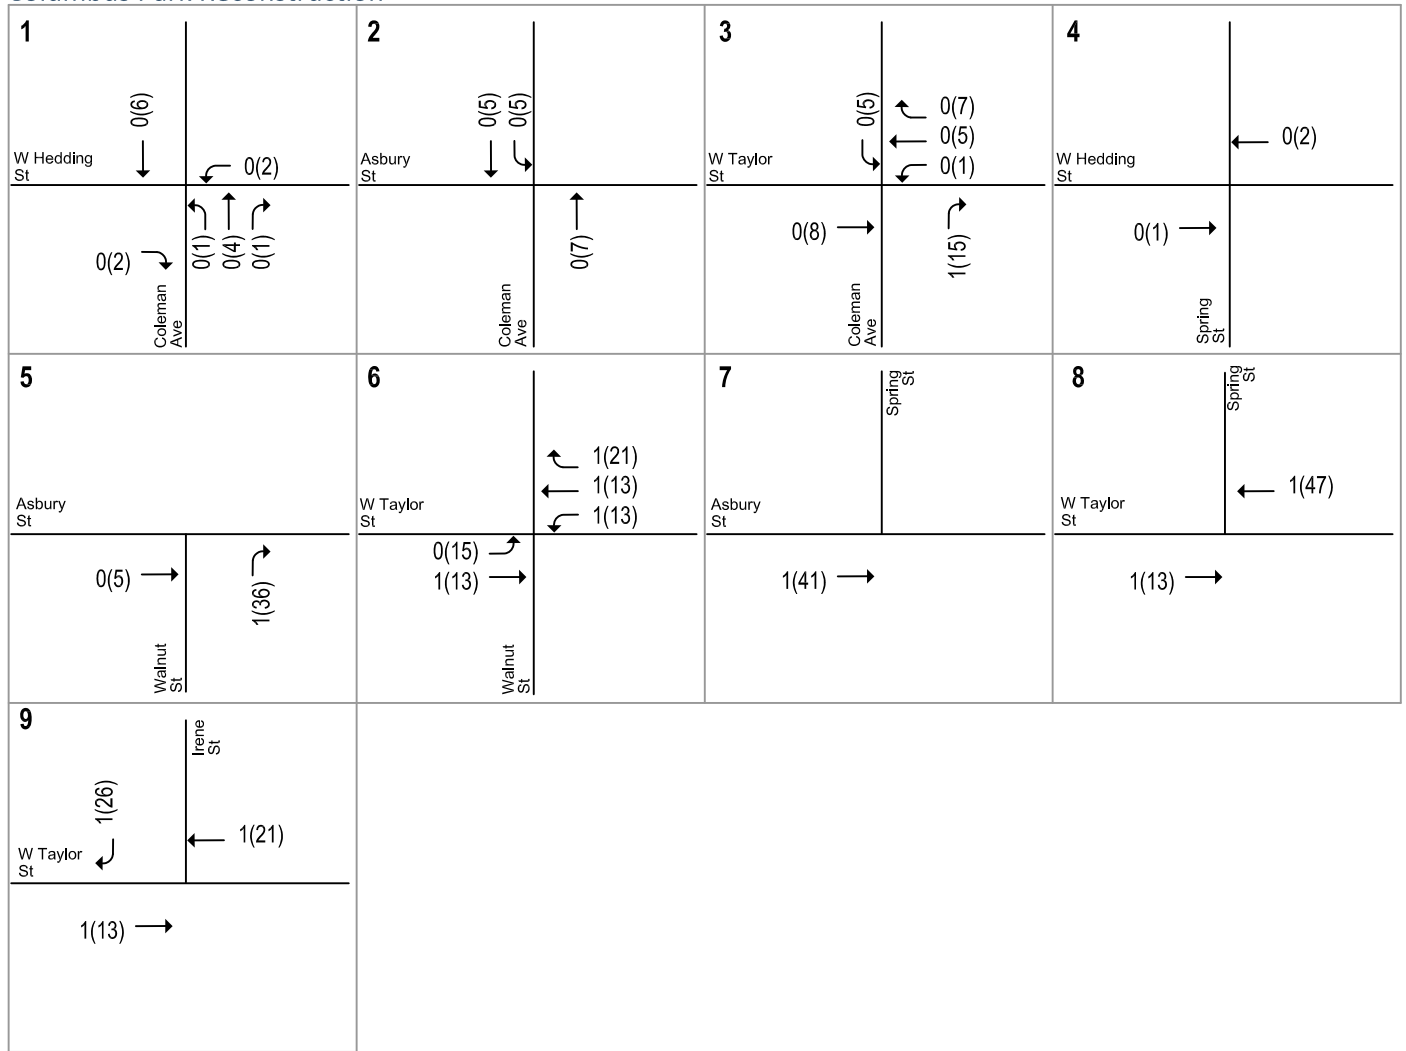 Columbus Park Reconstruction
1
0(6)
W Hedding
St
0(2)
0(2)
0(1)
0(4)
0(1)
Coleman
Ave
2
0(5)
0(5)
Asbury
St
0(7)
Coleman
Ave
3
0(5)
0(7)
0(5)
0(1)
W Taylor
St
0(8)
1(15)
Coleman
Ave
4
0(2)
W Hedding
St
0(1)
Spring
St
5
Asbury
St
0(5)
1(36)
Walnut
St
6
1(21)
1(13)
1(13)
W Taylor
St
0(15)
1(13)
Walnut
St
7
Spring
St
Asbury
St
1(41)
8
Spring
St
1(47)
W Taylor
St
1(13)
9
Irene
St
1(26)
1(21)
W Taylor
St
1(13)